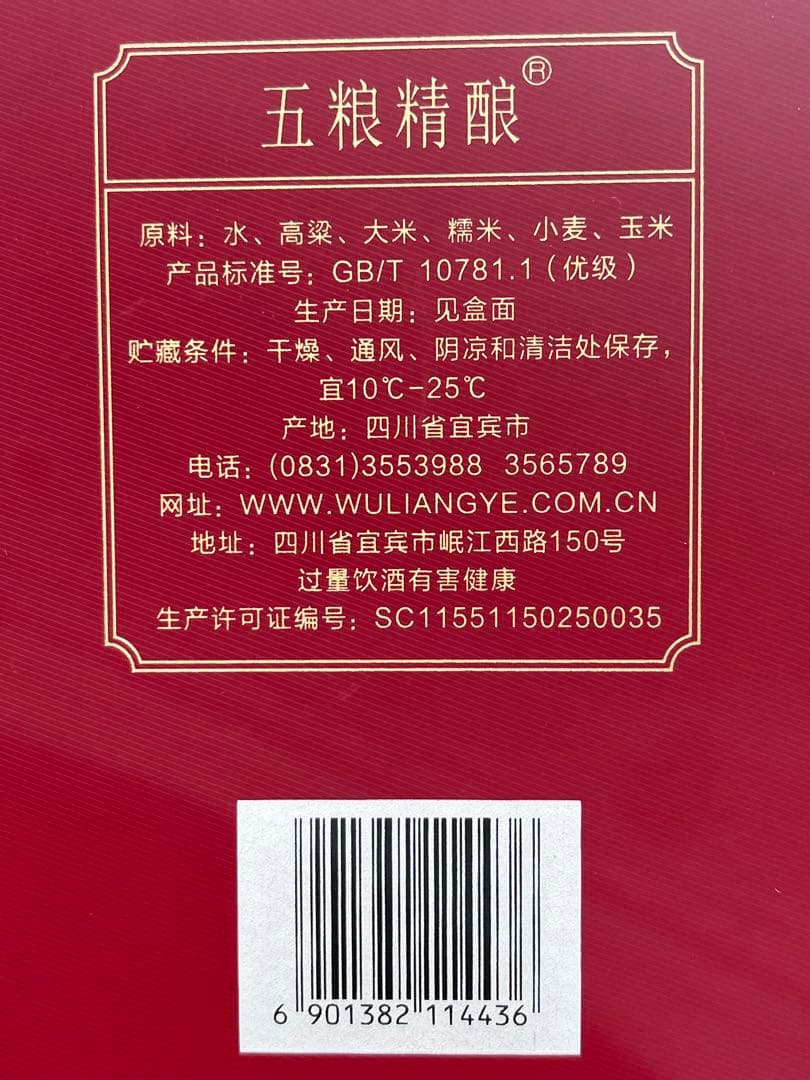 五粮精酿®
原料：水、高粱、大米、糯米、小麦、玉米
产品标准号：GB/T 10781.1（优级）
生产日期：见盒面
贮藏条件：干燥、通风、阴凉和清洁处保存，
宜10℃-25℃
产地：四川省宜宾市
电话：(0831)3553988 3565789
网址：WWW.WULIANGYE.COM.CN
地址：四川省宜宾市岷江西路150号
过量饮酒有害健康
生产许可证编号：SC11551150250035
6 901382 114436